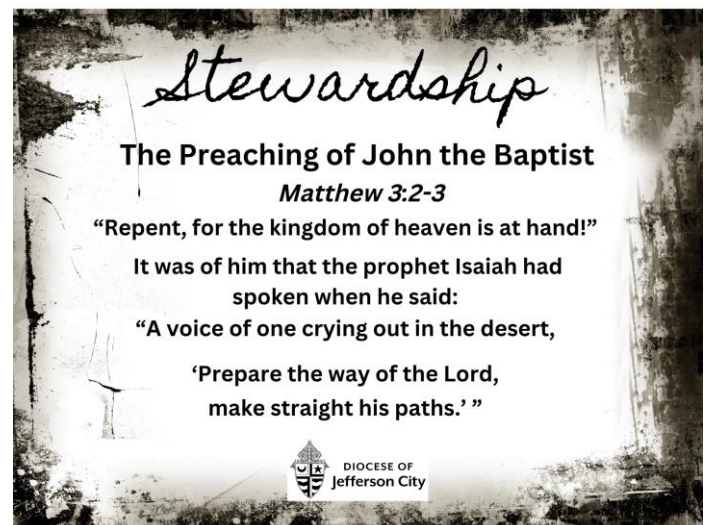 Stewardship
The Preaching of John the Baptist
Matthew 3:2-3
“Repent, for the kingdom of heaven is at hand!”
It was of him that the prophet Isaiah had
spoken when he said:
“A voice of one crying out in the desert,
‘Prepare the way of the Lord,
make straight his paths.’ ”
DIOCESE OF
Jefferson City